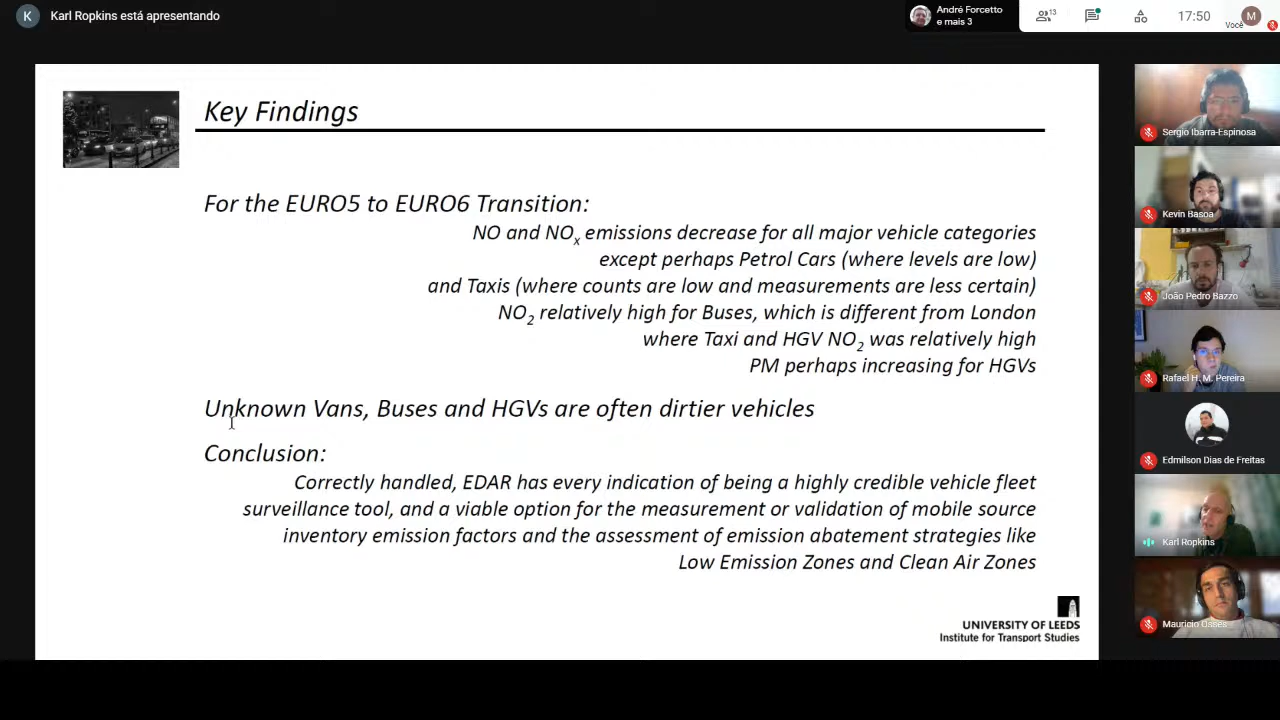 K
Karl Ropkins está apresentando
André Forcetto
e mais 3
13
17:50
Você
M
Key Findings
For the EURO5 to EURO6 Transition:
NO and NOx emissions decrease for all major vehicle categories
except perhaps Petrol Cars (where levels are low)
and Taxis (where counts are low and measurements are less certain)
NO2 relatively high for Buses, which is different from London
where Taxi and HGV NO2 was relatively high
PM perhaps increasing for HGVs
Unknown Vans, Buses and HGVs are often dirtier vehicles
Conclusion:
Correctly handled, EDAR has every indication of being a highly credible vehicle fleet
surveillance tool, and a viable option for the measurement or validation of mobile source
inventory emission factors and the assessment of emission abatement strategies like
Low Emission Zones and Clean Air Zones
UNIVERSITY OF LEEDS
Institute for Transport Studies
Sergio Ibarra-Espinosa
Kevin Basoa
João Pedro Bazzo
Rafael H. M. Pereira
Edmilson Dias de Freitas
Karl Ropkins
Mauricio Osses